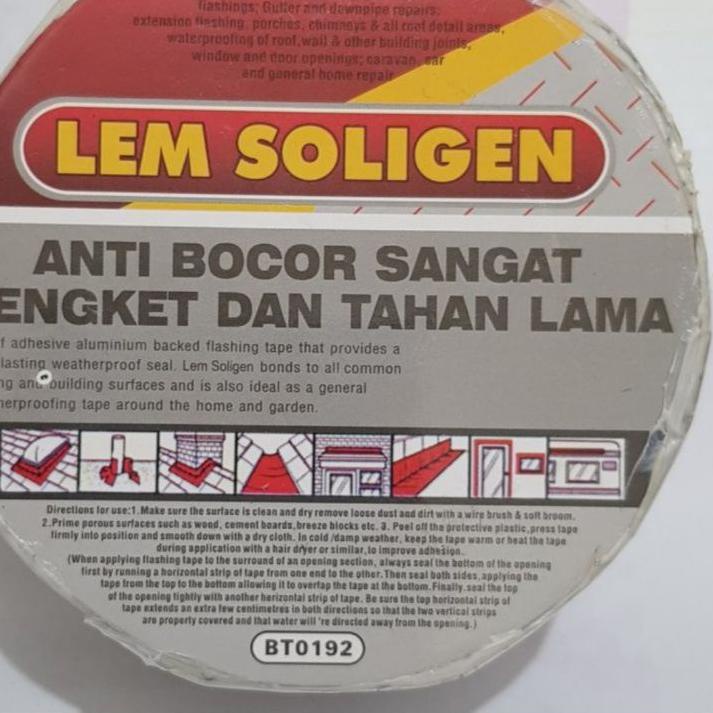 flashings; Gutter and downpipe repairs;
extension flashing, porches, chimneys & all roof detail areas,
waterproofing of roof,wall & other building joints,
window and door openings; caravan, car
and general home repair
LEM SOLIGEN
ANTI BOCOR SANGAT
ENGKET DAN TAHAN LAMA
f adhesive aluminium backed flashing tape that provides a
lasting weatherproof seal. Lem Soligen bonds to all common
ng and building surfaces and is also ideal as a general
herproofing tape around the home and garden.
Directions for use:1.Make sure the surface is clean and dry remove loose dust and dirt with a wire brush & soft broom.
2.Prime porous surfaces such as wood, cement boards,breeze blocks etc. 3. Peel off the protective plastic,press tape
firmly into position and smooth down with a dry cloth. In cold /damp weather, keep the tape warm or heat the tape
during application with a hair dryer or similar,to improve adhesion.
(When applying flashing tape to the surround of an opening section, always seal the bottom of the opening
first by running a horizontal strip of tape from one end to the other.Then seal both sides,applying the
tape from the top to the bottom allowing it to overtap the tape at the bottom.Finally.seal the top
of the opening tightly with another herizontal strip of tape. Be sure the top horizontal strip of
tape extends an extra few centimetres in both directions so that the two vertical strips
are properly covered and that water will 're directed away from the opening.)
BT0192